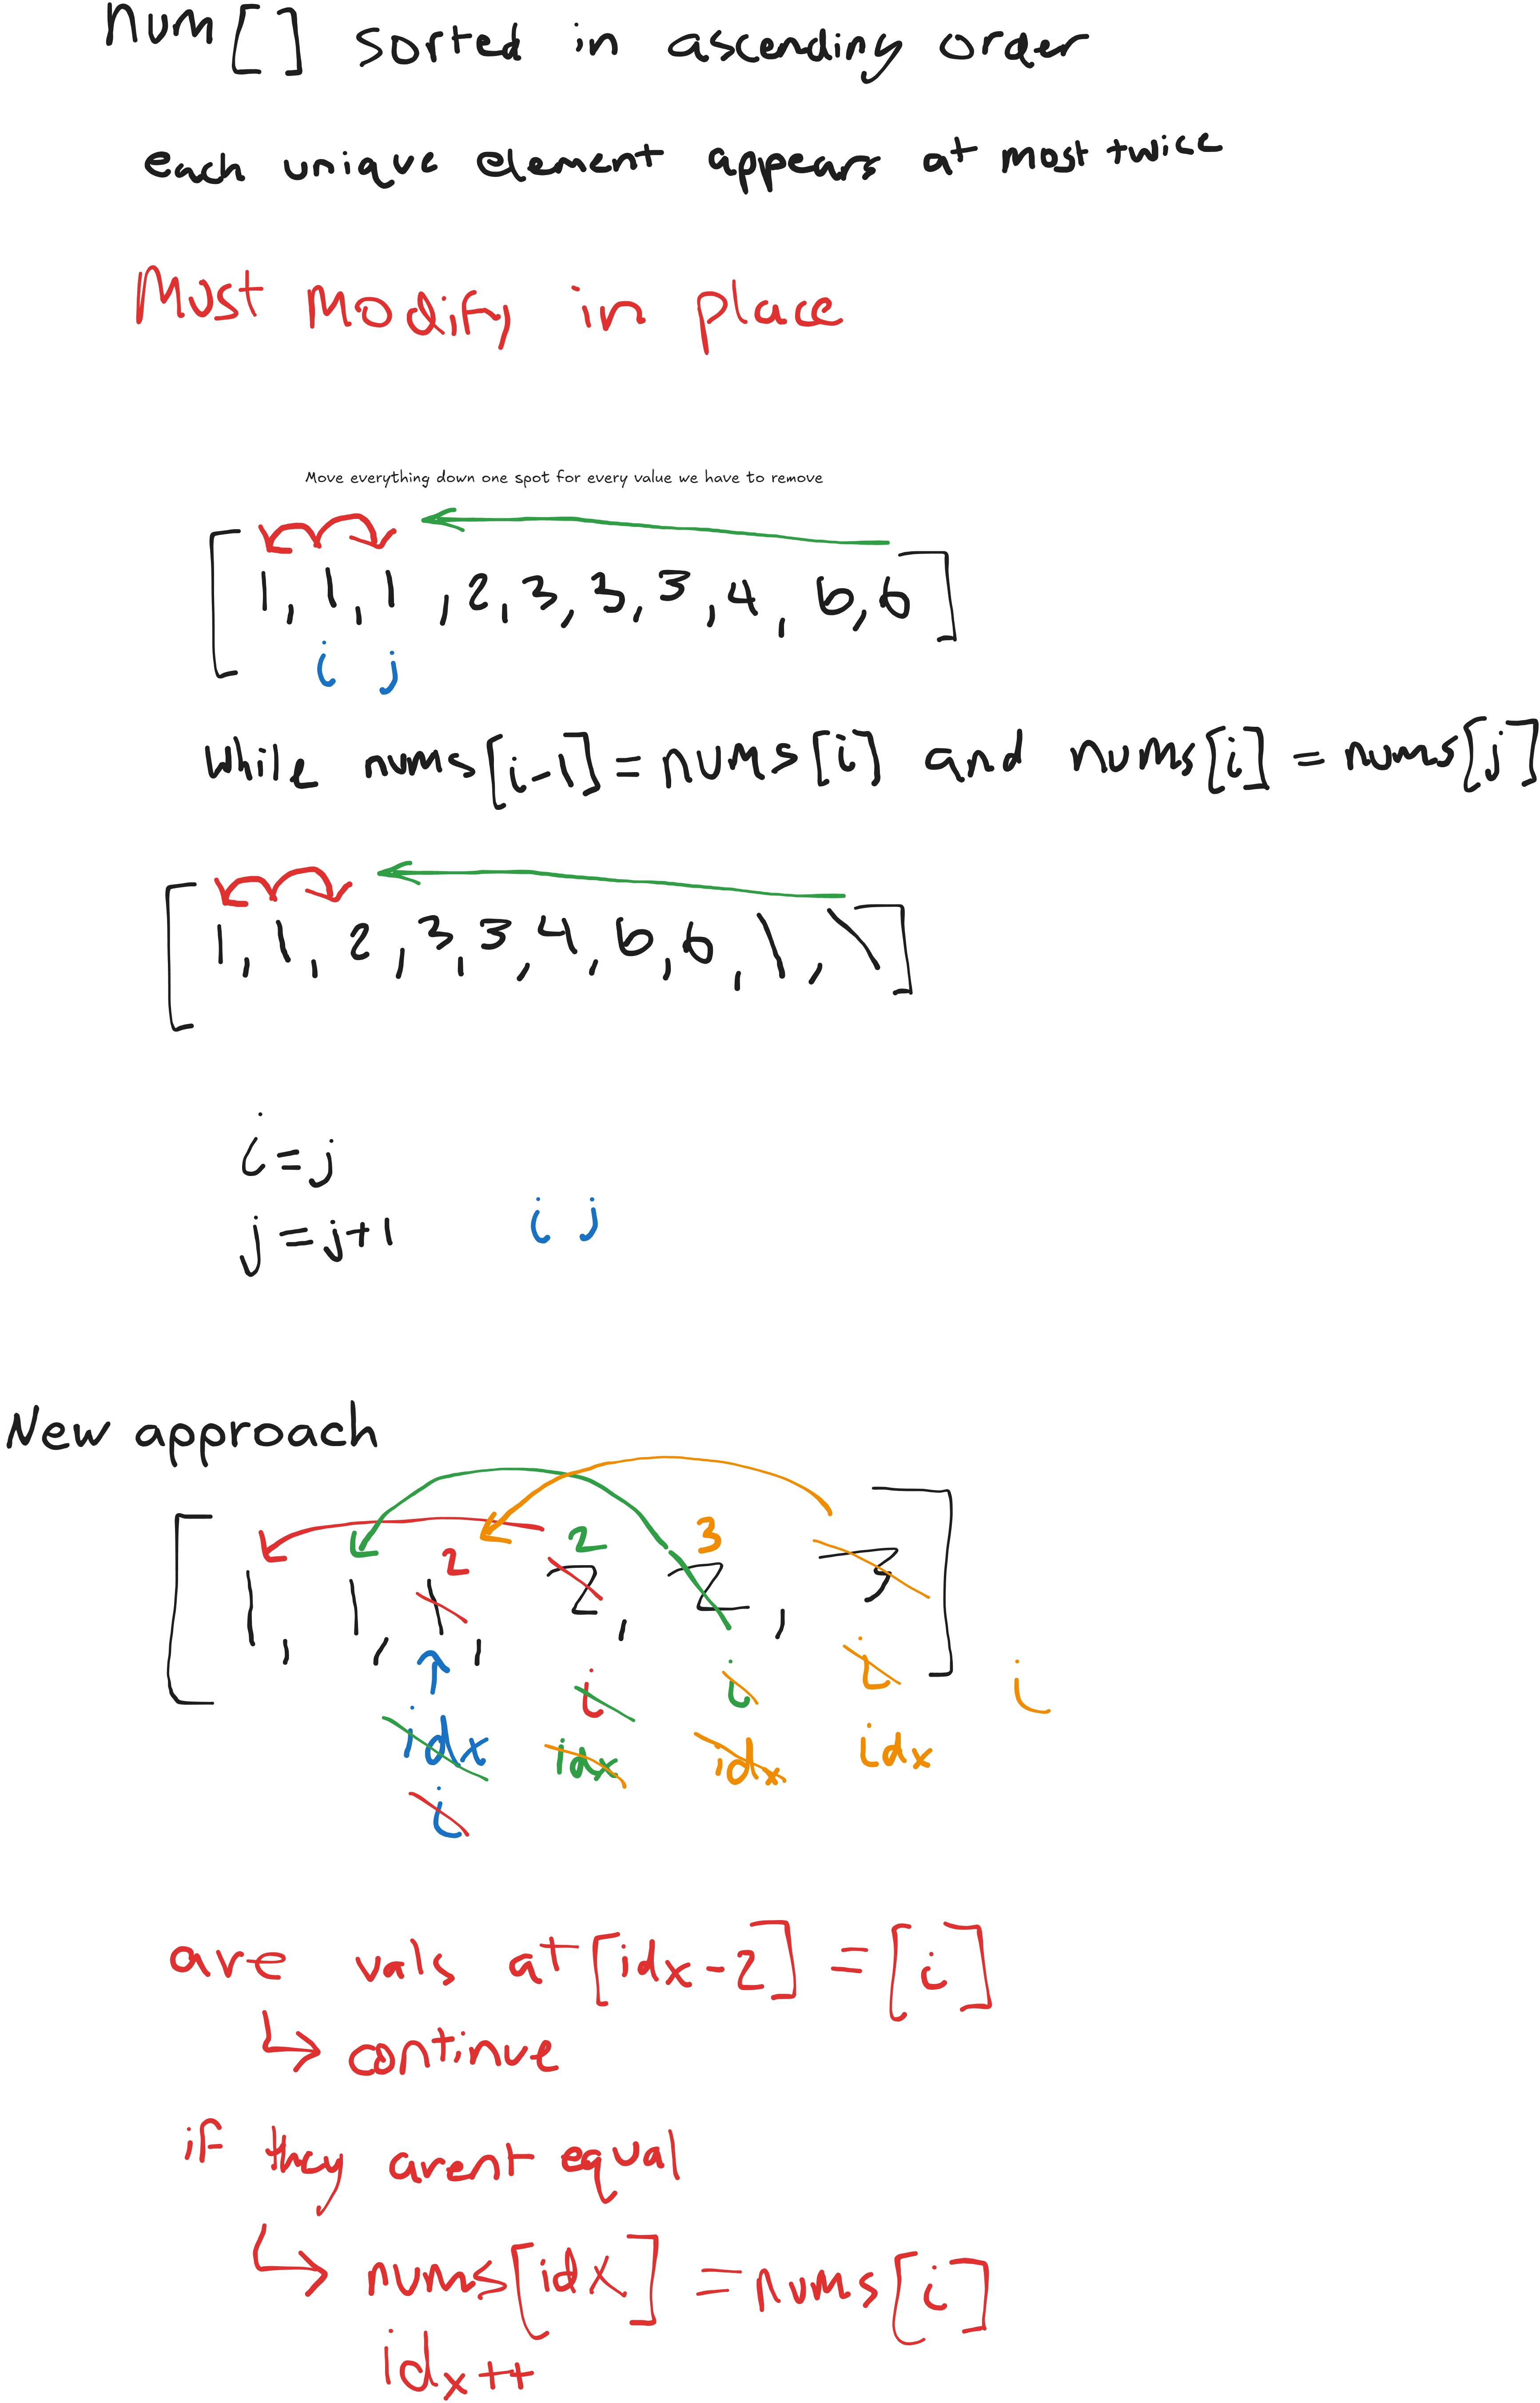 num [ ] sorted in ascending order
each unique element appears at most twice
Must Modify in place
Move everything down one spot for every value we have to remove
[ 1, 1, 1, 2, 3, 3, 3, 4, 6, 6 ]
i j
while nums[i-1] = nums[i] and nums[i] = nums[j]
[ 1, 1, 2, 3, 3, 4, 6, 6, \, \ ]
i = j
j = j+1 i j
New approach
2 2 3
[ 1, 1, 1, 2, 2, 3 ]
i i i i
idx idx idx idx
i
are vals at [idx-2] = [i]
↳ continue
if they arent equal
↳ nums[idx] = nums[i]
idx++